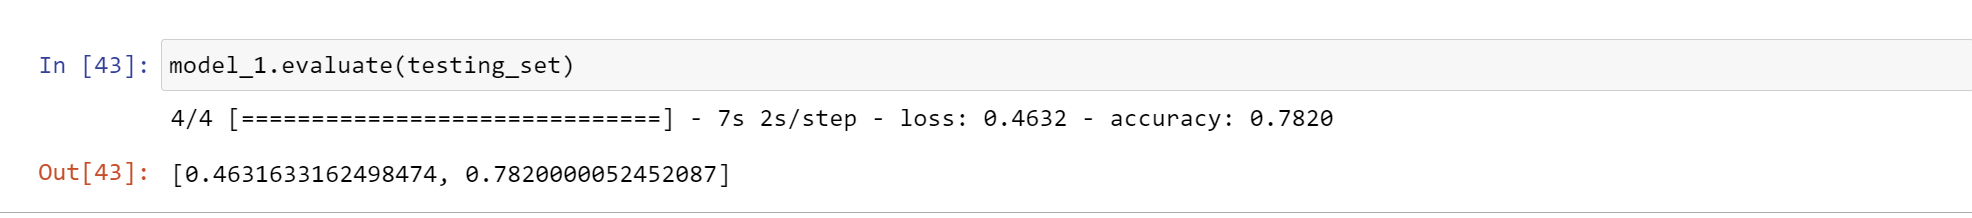 In [43]: model_1.evaluate(testing_set)
4/4 [==============================] - 7s 2s/step - loss: 0.4632 - accuracy: 0.7820
Out[43]: [0.4631633162498474, 0.7820000052452087]